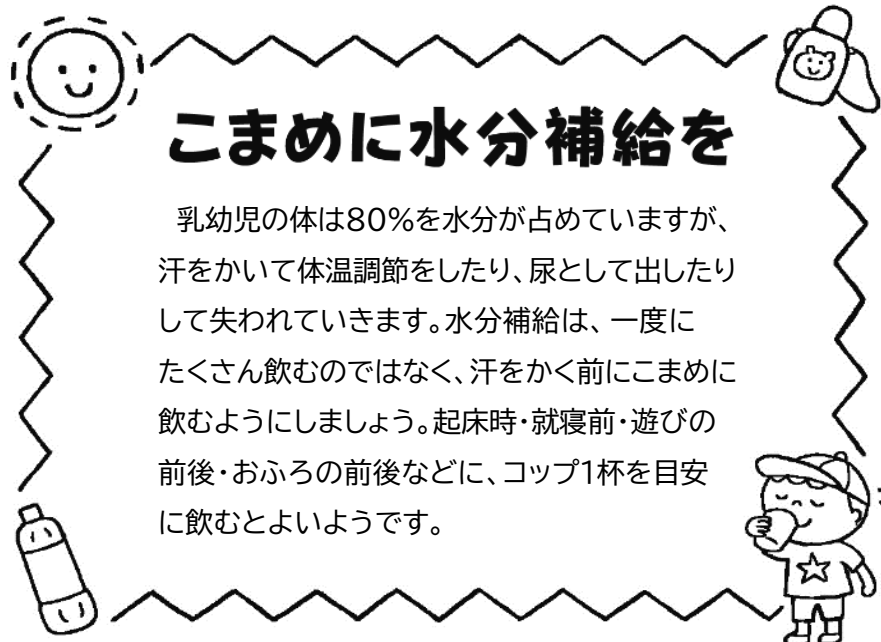 こまめに水分補給を
乳幼児の体は80%を水分が占めていますが、
汗をかいて体温調節をしたり、尿として出したり
して失われていきます。水分補給は、一度に
たくさん飲むのではなく、汗をかく前にこまめに
飲むようにしましょう。起床時・就寝前・遊びの
前後・おふろの前後などに、コップ1杯を目安
に飲むとよいようです。